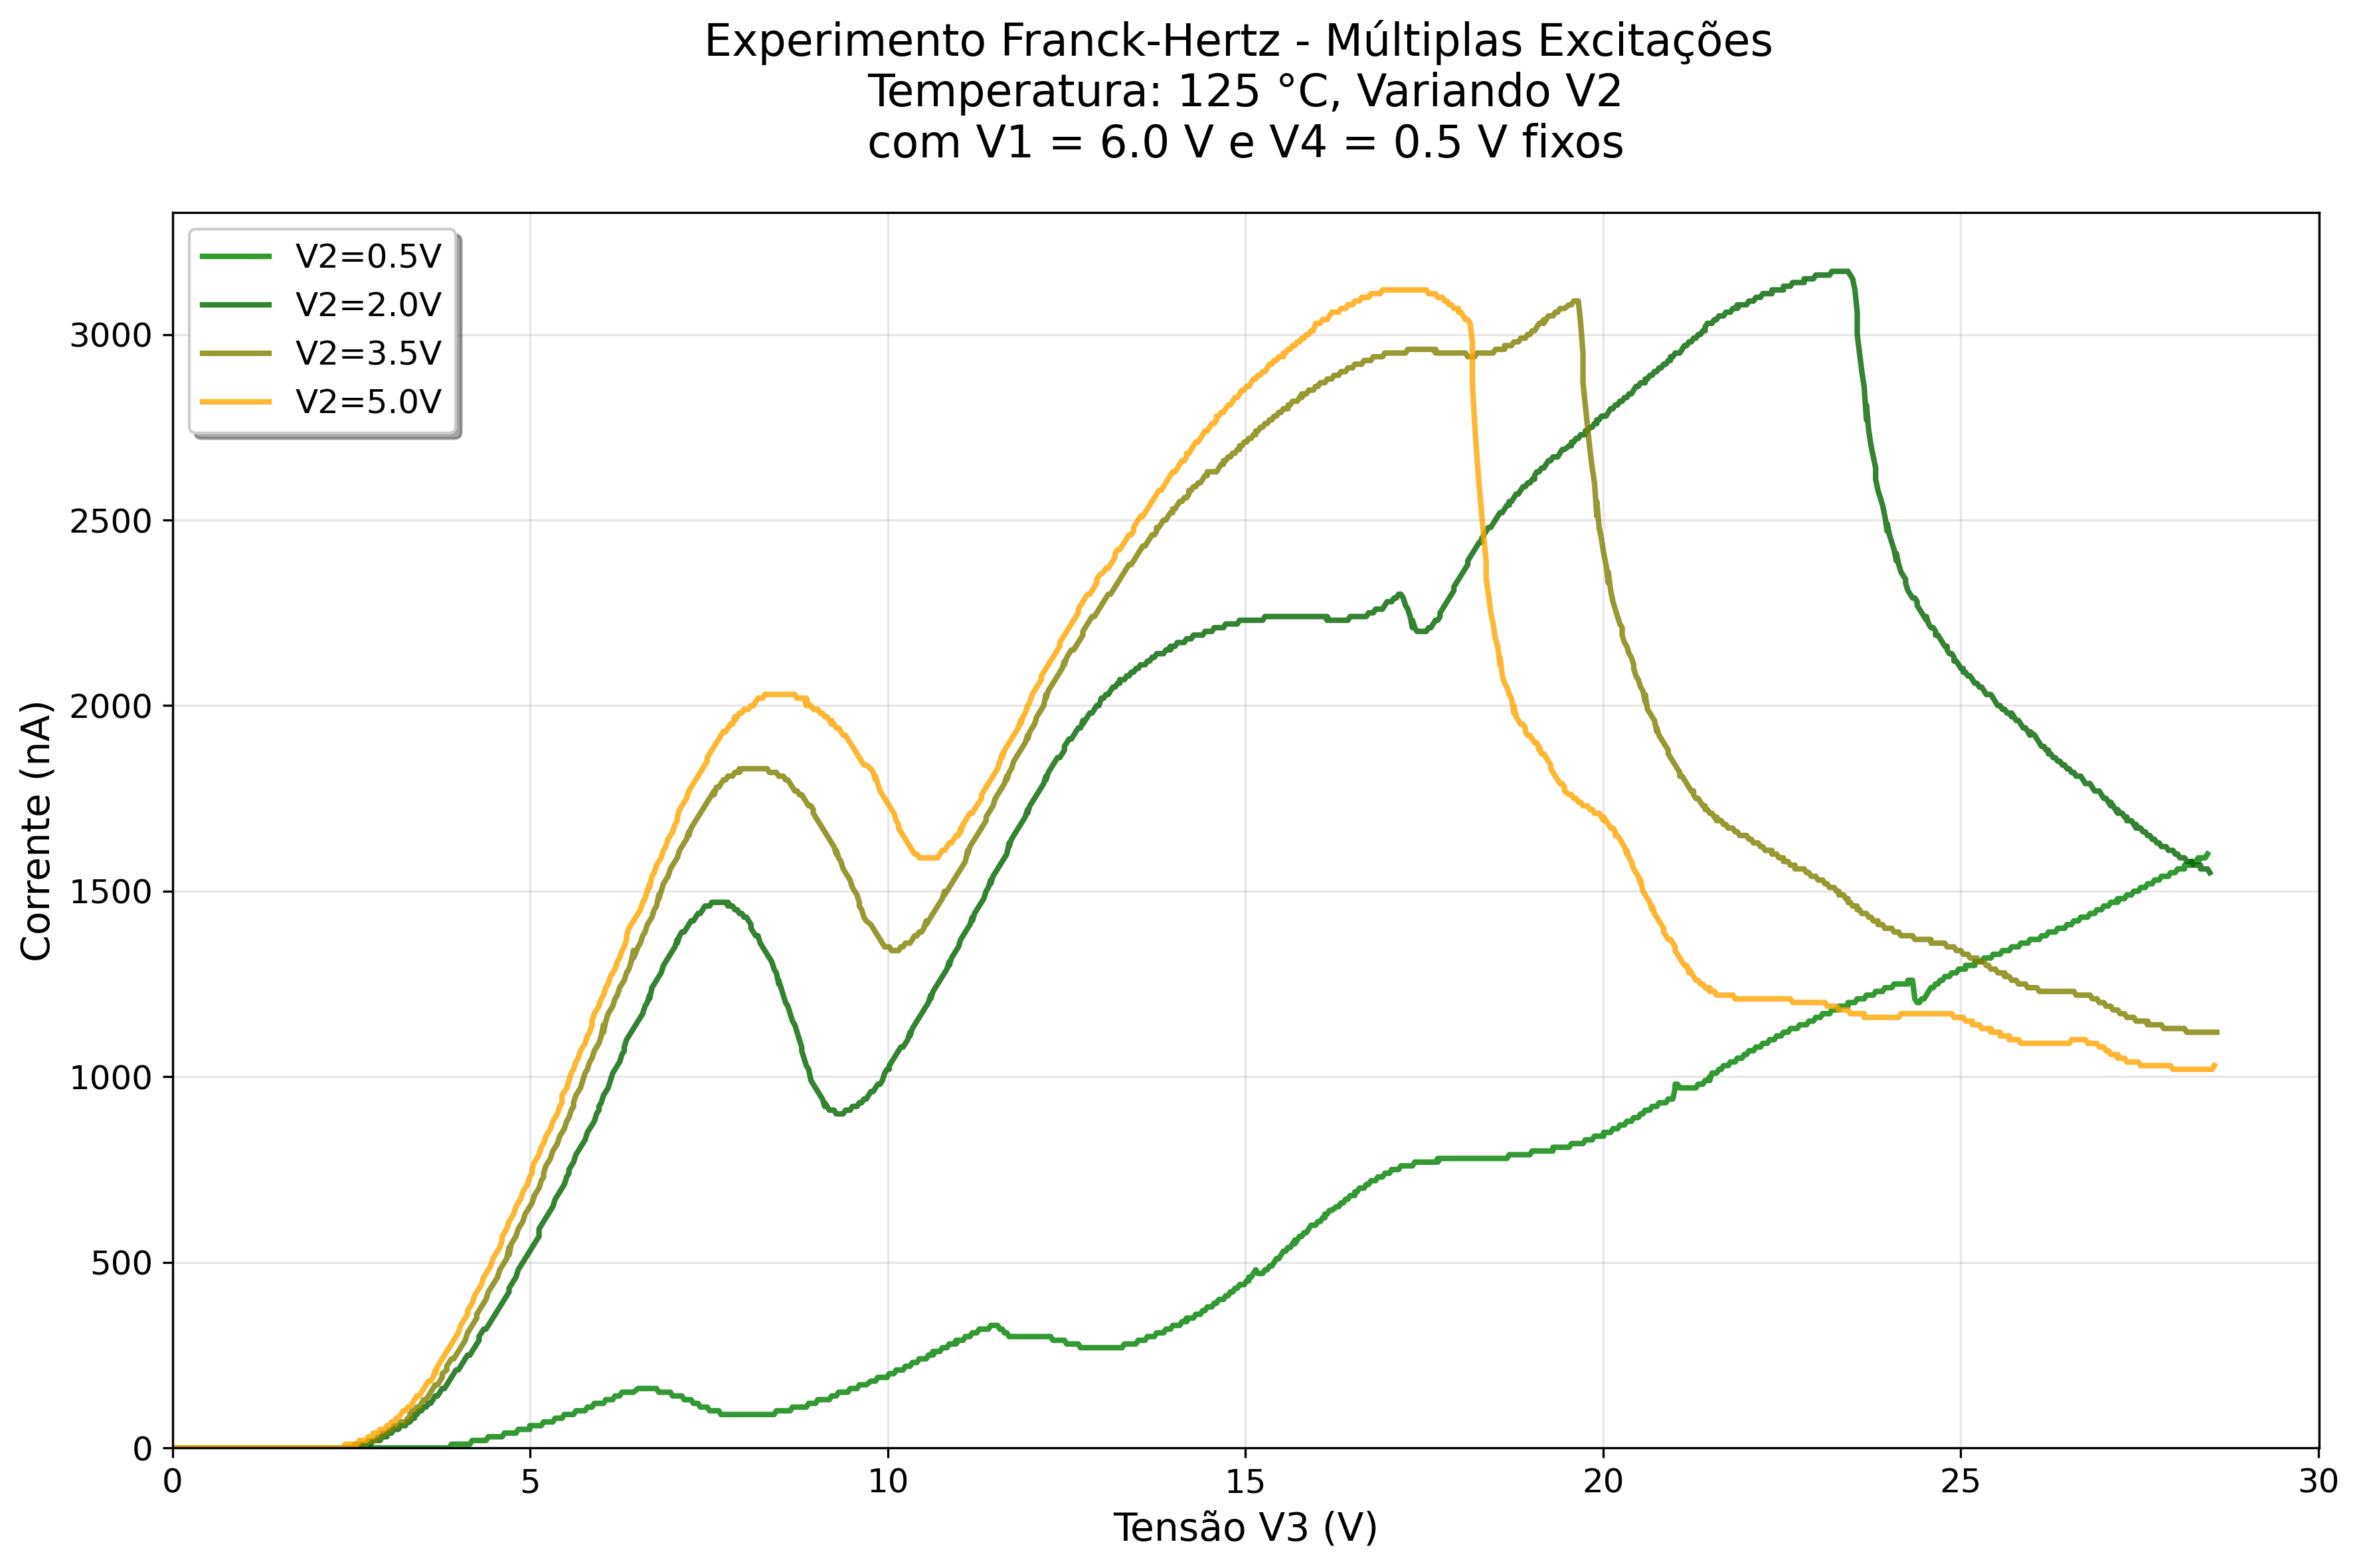 Experimento Franck-Hertz - Múltiplas Excitações
Temperatura: 125 °C, Variando V2
com V1 = 6.0 V e V4 = 0.5 V fixos
V2=0.5V
V2=2.0V
V2=3.5V
V2=5.0V
3000
2500
2000
1500
1000
500
0
Corrente (nA)
0 5 10 15 20 25 30
Tensão V3 (V)